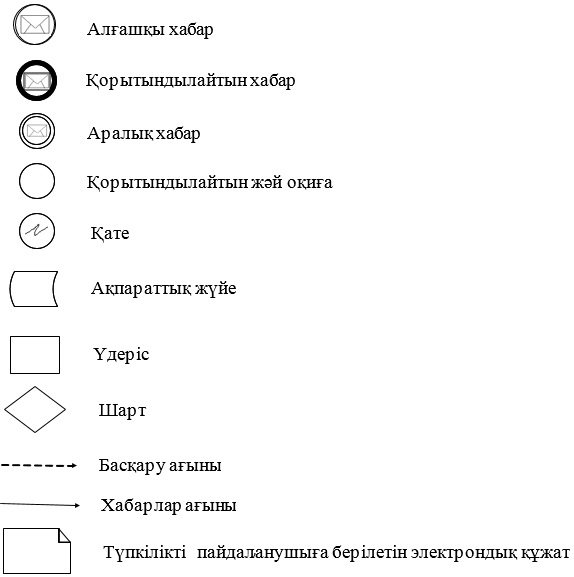 Алғашқы хабар
Қорытындылайтын хабар
Аралық хабар
Қорытындылайтын жәй оқиға
Қате
Ақпараттық жүйе
Үдеріс
Шарт
Басқару ағыны
Хабарлар ағыны
Түпкілікті пайдаланушыға берілетін электрондық құжат